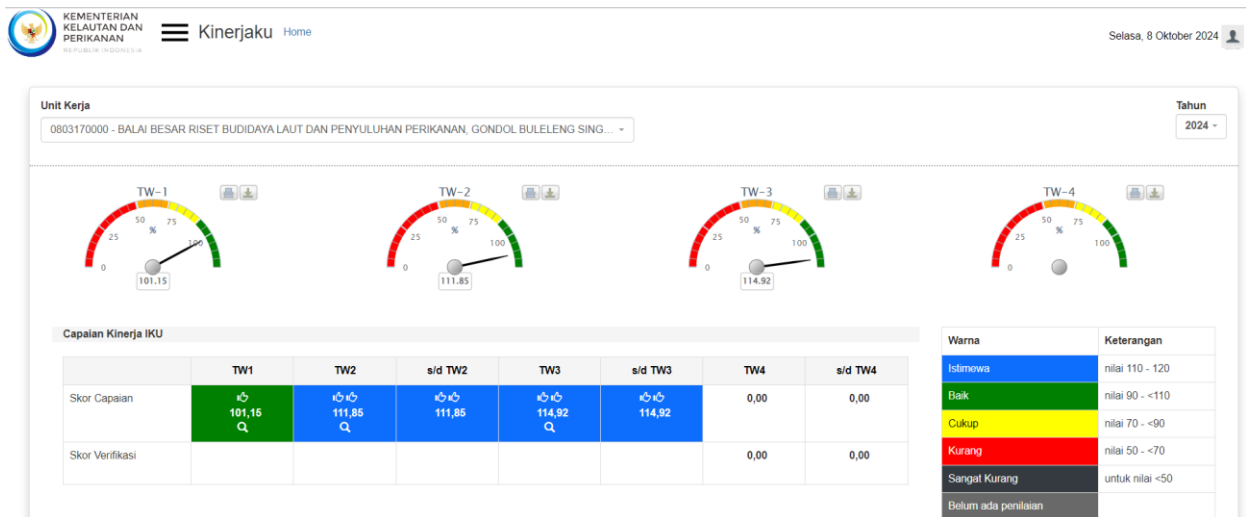 KEMENTERIAN
KELAUTAN DAN
PERIKANAN
REPUBLIK INDONESIA
Kinerjaku Home
Selasa, 8 Oktober 2024
Unit Kerja
Tahun
0803170000 - BALAI BESAR RISET BUDIDAYA LAUT DAN PENYULUHAN PERIKANAN, GONDOL BULELENG SING...
2024
TW-1
0 25 50 75 100
%
101.15
TW-2
0 25 50 75 100
%
111.85
TW-3
0 25 50 75 100
%
114.92
TW-4
0 25 50 75 100
%
Capaian Kinerja IKU
TW1 TW2 s/d TW2 TW3 s/d TW3 TW4 s/d TW4
Skor Capaian 101,15 111,85 111,85 114,92 114,92 0,00 0,00
Skor Verifikasi 0,00 0,00
Warna Keterangan
Istimewa nilai 110 - 120
Baik nilai 90 - <110
Cukup nilai 70 - <90
Kurang nilai 50 - <70
Sangat Kurang untuk nilai <50
Belum ada penilaian